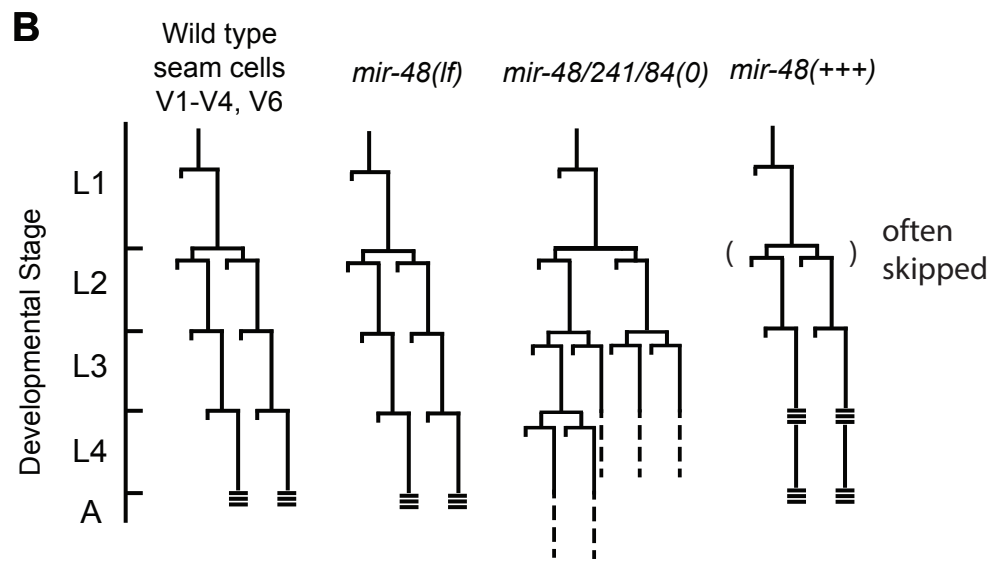 B
Wild type
seam cells
V1-V4, V6
mir-48(lf)
mir-48/241/84(0)
mir-48(+++)
Developmental Stage
L1
L2
L3
L4
A
( )
often
skipped